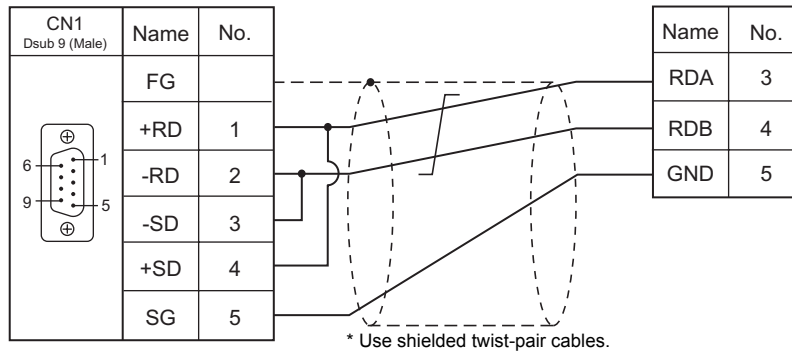 CN1
Dsub 9 (Male)
Name No.
FG
+RD 1
-RD 2
-SD 3
+SD 4
SG 5
6
1
9
5
Name No.
RDA 3
RDB 4
GND 5
* Use shielded twist-pair cables.